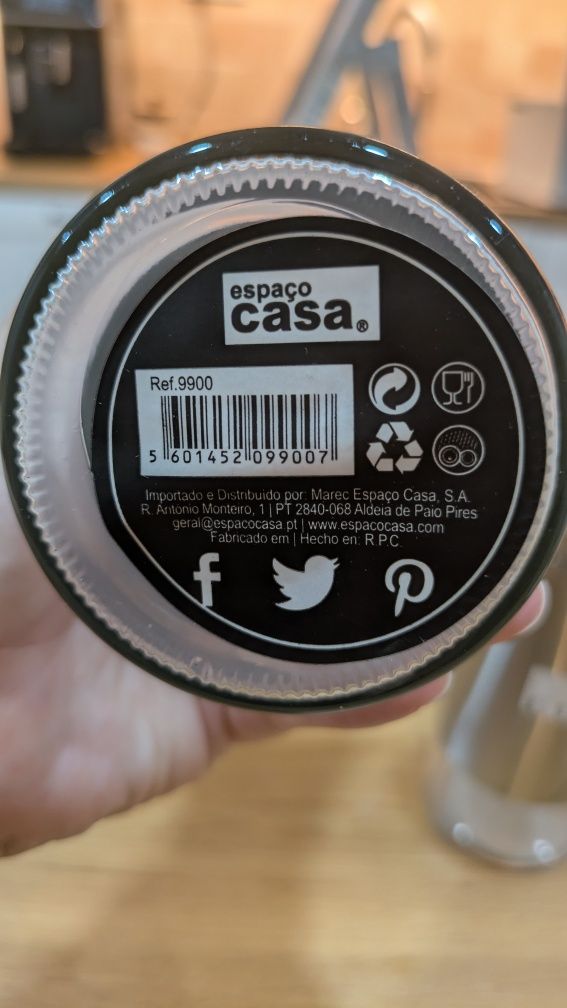 espaço
casa®
Ref.9900
5 601452 099007
Importado e Distribuido por: Marec Espaço Casa, S.A.
R. António Monteiro, 1 | PT 2840-068 Aldeia de Paio Pires
geral@espacocasa.pt | www.espacocasa.com
Fabricado em | Hecho en: R.P.C.